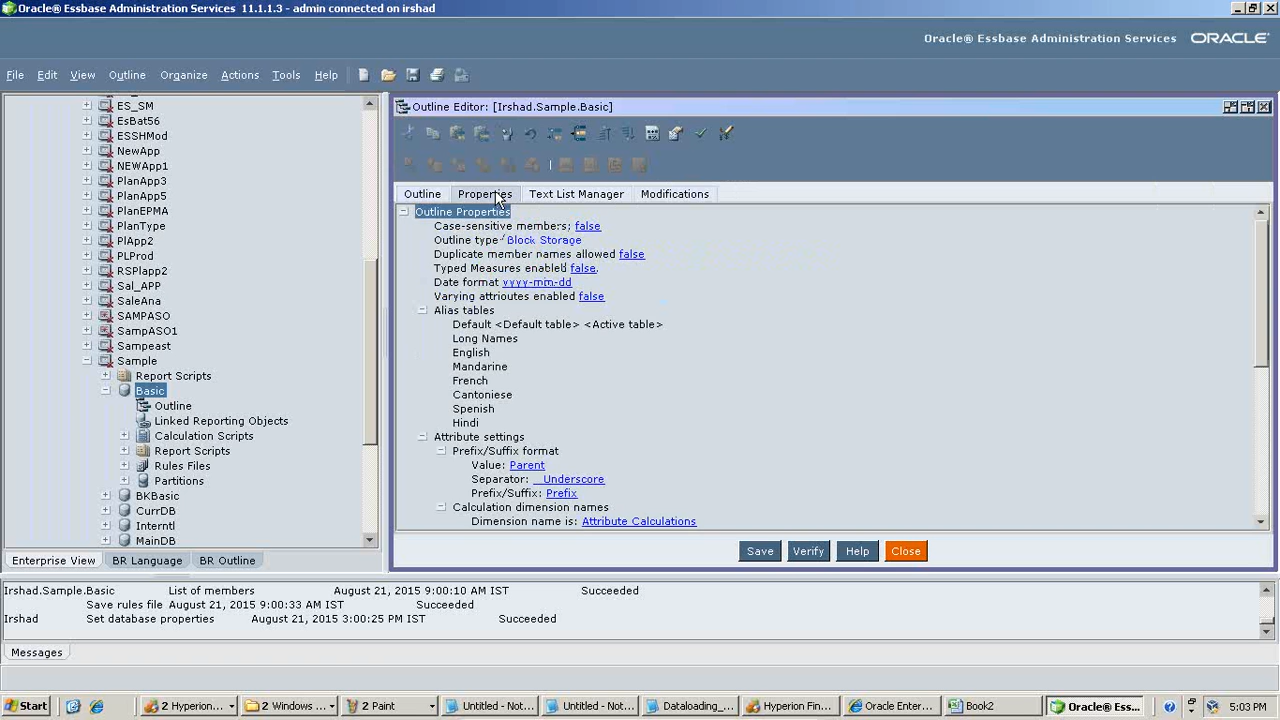 Oracle® Essbase Administration Services 11.1.1.3 - admin connected on irshad
Oracle® Essbase Administration Services ORACLE®
File Edit View Outline Organize Actions Tools Help
ES_SM
EsBat56
ESSHMod
NewApp
NEWApp1
PlanApp3
PlanApp5
PlanEPMA
PlanType
PlApp2
PLProd
RSPlapp2
Sal_APP
SaleAna
SAMPASO
SampASO1
Sampeast
Sample
Report Scripts
Basic
Outline
Linked Reporting Objects
Calculation Scripts
Report Scripts
Rules Files
Partitions
BKBasic
CurrDB
Interntl
MainDB
Enterprise View BR Language BR Outline
Outline Editor: [Irshad.Sample.Basic]
Outline Properties Text List Manager Modifications
Outline Properties
Case-sensitive members: false
Outline type Block Storage
Duplicate member names allowed false
Typed Measures enabled false
Date format yyyy-mm-dd
Varying attributes enabled false
Alias tables
Default <Default table> <Active table>
Long Names
English
Mandarine
French
Cantoniese
Spenish
Hindi
Attribute settings
Prefix/Suffix format
Value: Parent
Separator: _ Underscore
Prefix/Suffix: Prefix
Calculation dimension names
Dimension name is: Attribute Calculations
Save Verify Help Close
Irshad.Sample.Basic List of members August 21, 2015 9:00:10 AM IST Succeeded
Save rules file August 21, 2015 9:00:33 AM IST Succeeded
Irshad Set database properties August 21, 2015 3:00:25 PM IST Succeeded
Messages
Start 2 Hyperion... 2 Windows ... 2 Paint Untitled - Not... Untitled - Not... Dataloading_... Hyperion Fin... Oracle Enter... Book2 Oracle® Ess... 5:03 PM